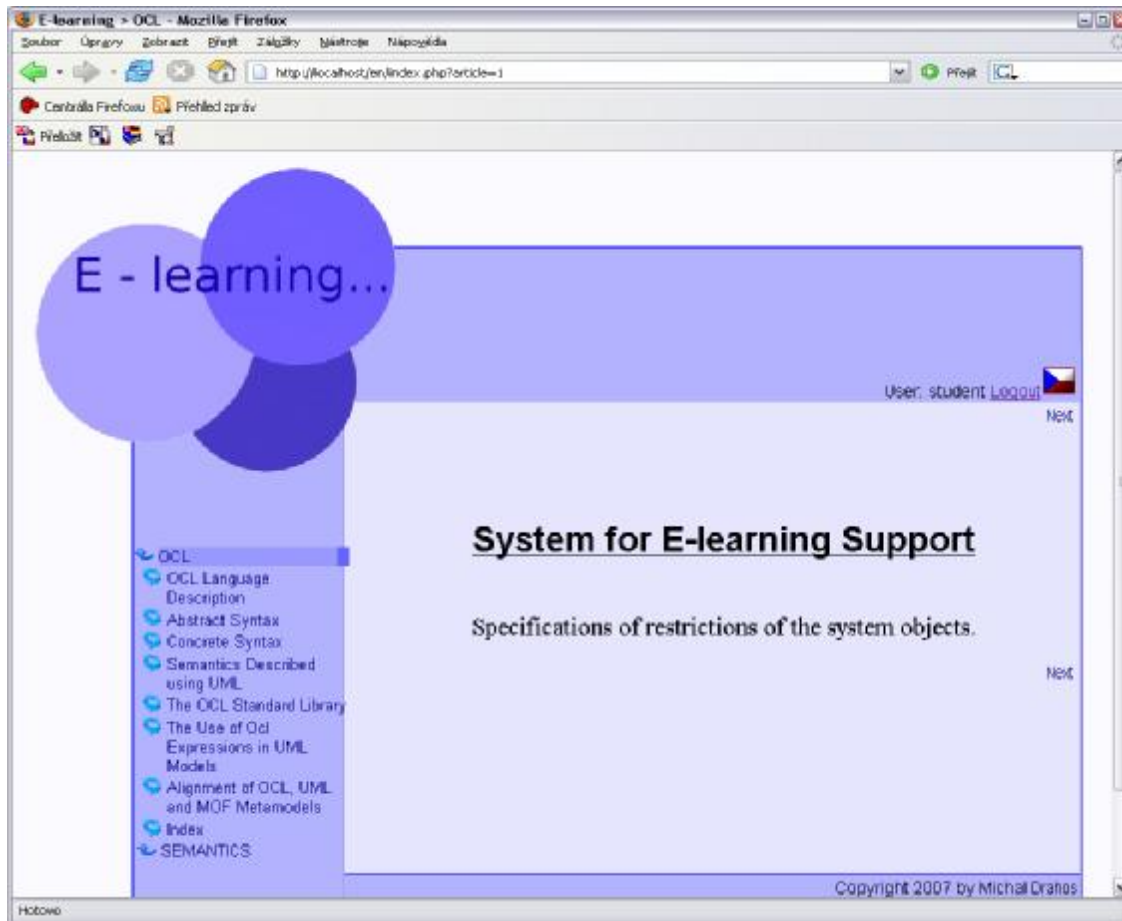 E-learning > OCL - Mozilla Firefox
Soubor Úpravy Zobrazit Přejít Záložky Nástroje Nápověda
http://localhost/en/index.php?article=1 Přejít
Centrála Firefoxu Přehled zpráv
Přeložit
E - learning...
User: student Logout
Next
System for E-learning Support
Specifications of restrictions of the system objects.
Next
OCL
OCL Language
Description
Abstract Syntax
Concrete Syntax
Semantics Described
using UML
The OCL Standard Library
The Use of Ocl
Expressions in UML
Models
Alignment of OCL, UML
and MOF Metamodels
Index
SEMANTICS
Copyright 2007 by Michal Drahos
Hotovo